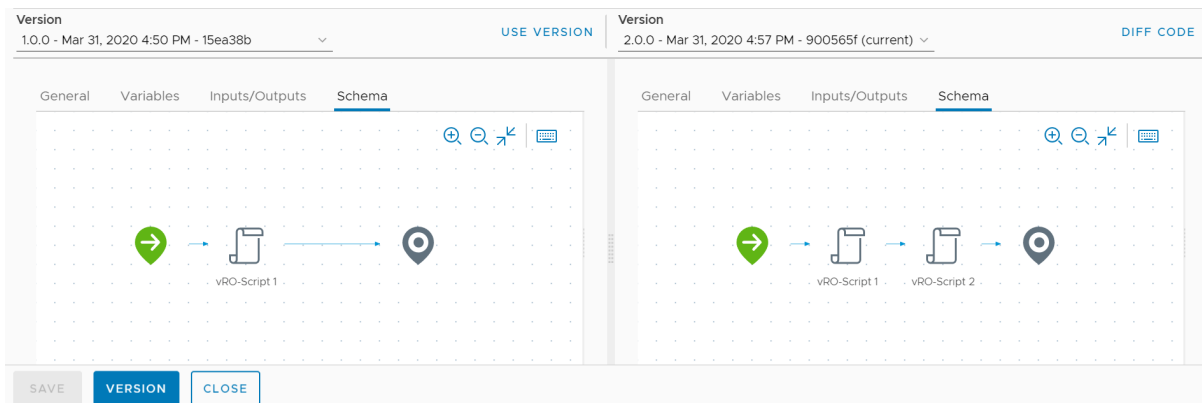 Version
1.0.0 - Mar 31, 2020 4:50 PM - 15ea38b
USE VERSION
Version
2.0.0 - Mar 31, 2020 4:57 PM - 900565f (current)
DIFF CODE
General Variables Inputs/Outputs Schema
vRO-Script 1
General Variables Inputs/Outputs Schema
vRO-Script 1 vRO-Script 2
SAVE VERSION CLOSE